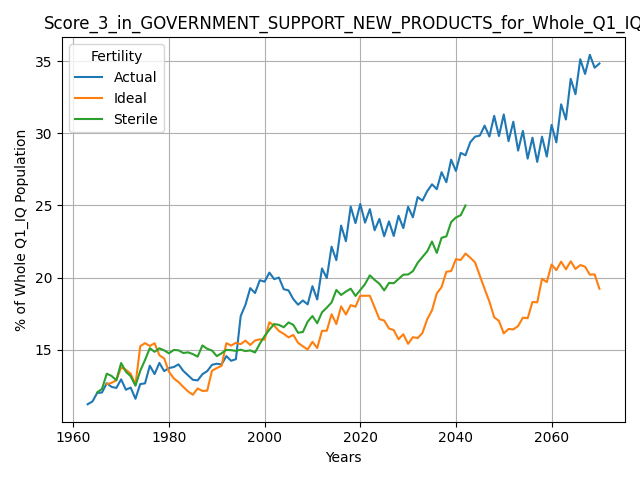 Score_3_in_GOVERNMENT_SUPPORT_NEW_PRODUCTS_for_Whole_Q1_IQ
Fertility
Actual
Ideal
Sterile
% of Whole Q1_IQ Population
35
30
25
20
15
1960 1980 2000 2020 2040 2060
Years